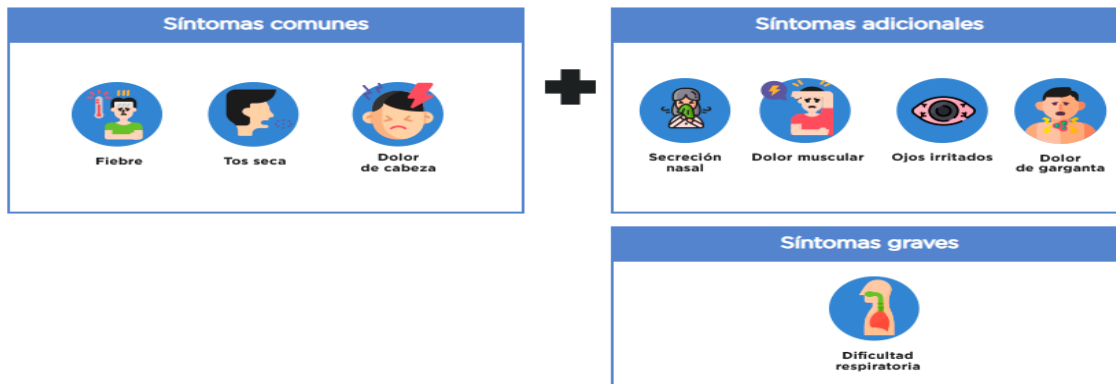 Síntomas comunes
Fiebre
Tos seca
Dolor
de cabeza
Síntomas adicionales
Secreción
nasal
Dolor muscular
Ojos irritados
Dolor
de garganta
Síntomas graves
Dificultad
respiratoria